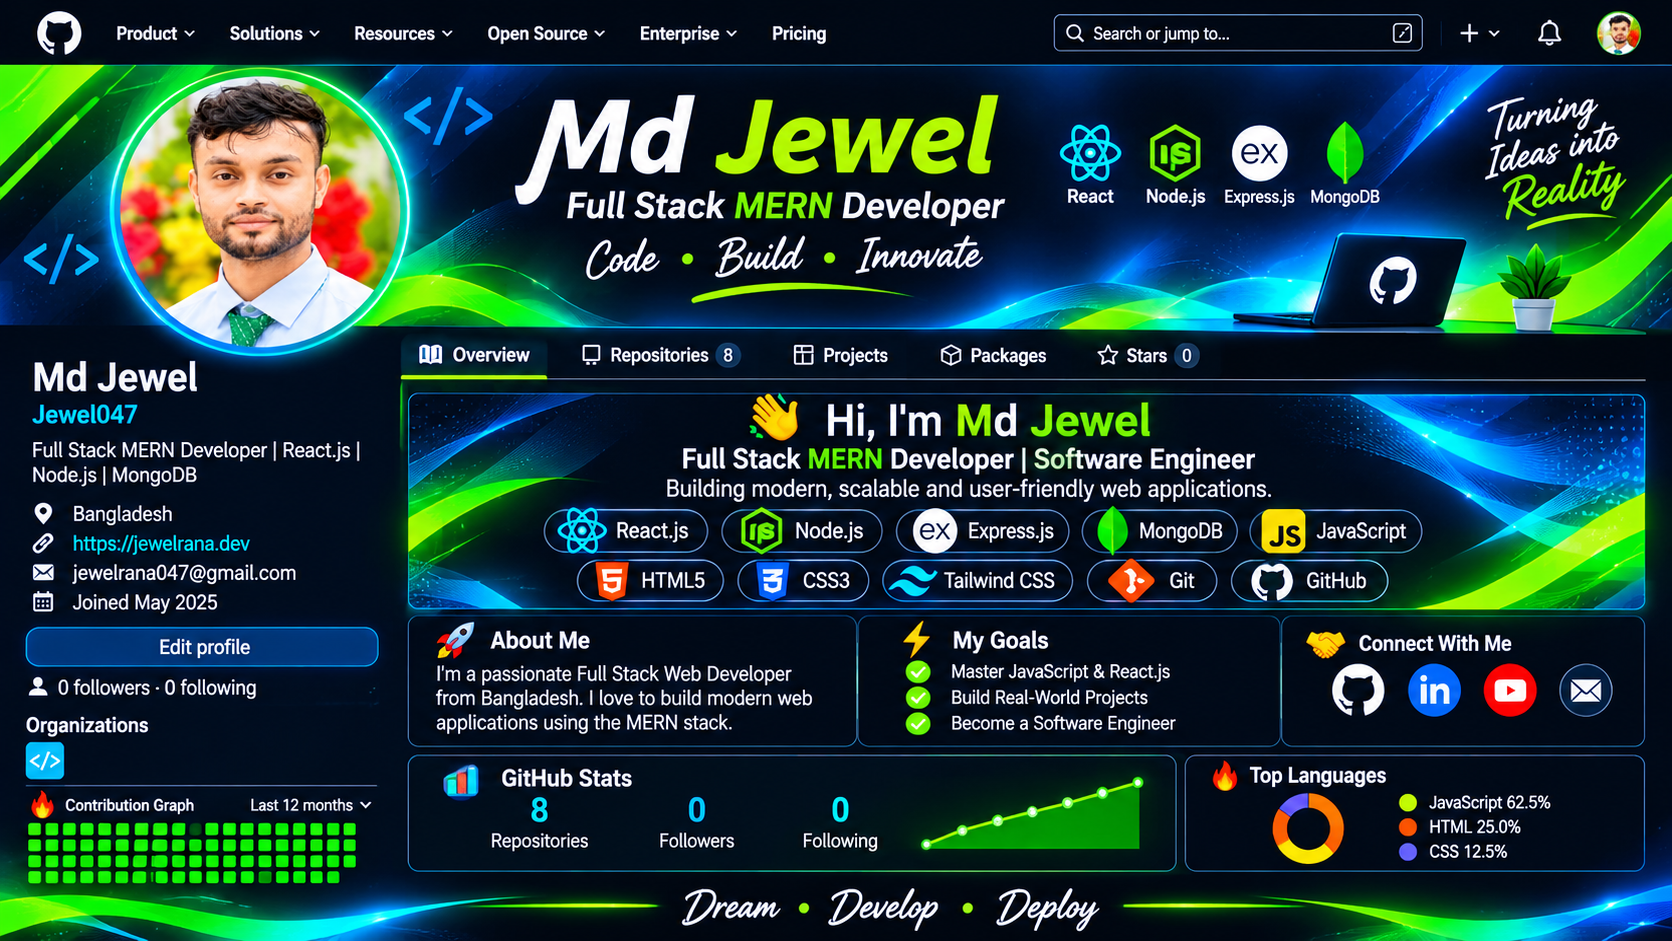 Product
Solutions
Resources
Open Source
Enterprise
Pricing
Search or jump to...
</>
</>
Md Jewel
Full Stack MERN Developer
Code • Build • Innovate
React
Node.js
ex
Express.js
MongoDB
Turning
Ideas into
Reality
Md Jewel
Jewel047
Full Stack MERN Developer | React.js |
Node.js | MongoDB
Bangladesh
https://jewelrana.dev
jewelrana047@gmail.com
Joined May 2025
Edit profile
0 followers · 0 following
Organizations
</>
Contribution Graph
Last 12 months
Overview
Repositories 8
Projects
Packages
Stars 0
Hi, I'm Md Jewel
Full Stack MERN Developer | Software Engineer
Building modern, scalable and user-friendly web applications.
React.js
Node.js
ex Express.js
MongoDB
JS JavaScript
5 HTML5
3 CSS3
Tailwind CSS
Git
GitHub
About Me
I'm a passionate Full Stack Web Developer
from Bangladesh. I love to build modern web
applications using the MERN stack.
My Goals
Master JavaScript & React.js
Build Real-World Projects
Become a Software Engineer
Connect With Me
in
GitHub Stats
8
Repositories
0
Followers
0
Following
Top Languages
JavaScript 62.5%
HTML 25.0%
CSS 12.5%
Dream • Develop • Deploy